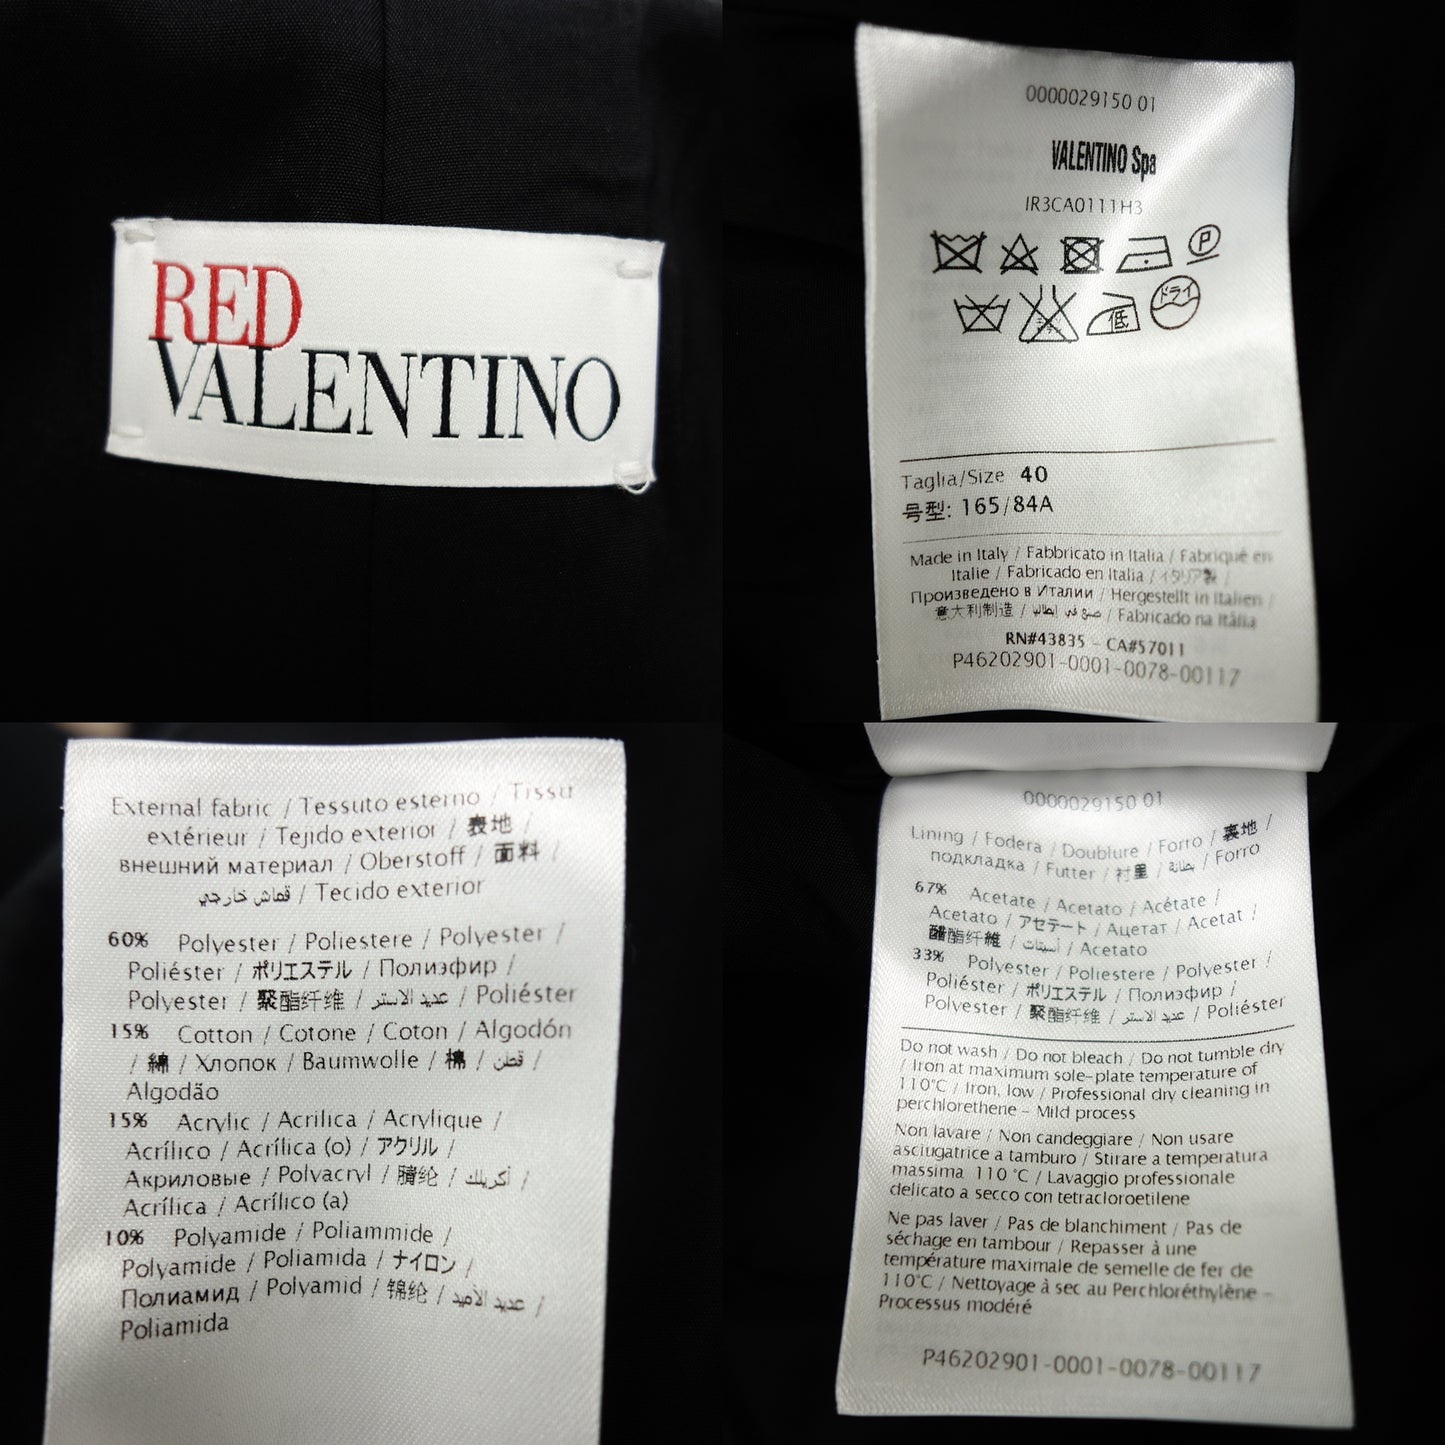 RED
VALENTINO
0000029150 01
VALENTINO Spa
IR3CA0111H3
P
ドライ
低
Taglia/Size 40
号型: 165/84A
Made in Italy / Fabbricato in Italia / Fabriqué en
Italie / Fabricado en Italia / イタリア製 /
Произведено в Италии / Hergestellt in Italien /
意大利制造 / صنع في إيطاليا / Fabricado na Itália
RN#43835 - CA#57011
P46202901-0001-0078-00117
External fabric / Tessuto esterno / Tissu
extérieur / Tejido exterior / 表地 /
внешний материал / Oberstoff / 面料 /
قماش خارجي / Tecido exterior
60% Polyester / Poliestere / Polyester /
Poliéster / ポリエステル / Полиэфир /
Polyester / 聚酯纤维 / عديد الاستر / Poliéster
15% Cotton / Cotone / Coton / Algodón
/ 綿 / Хлопок / Baumwolle / 棉 / قطن /
Algodão
15% Acrylic / Acrilica / Acrylique /
Acrílico / Acrílica (o) / アクリル /
Акриловые / Polyacryl / 腈纶 / أكريليك /
Acrílica / Acrílico (a)
10% Polyamide / Poliammide /
Polyamide / Poliamida / ナイロン /
Полиамид / Polyamid / 锦纶 / عديد الاميد /
Poliamida
0000029150 01
Lining / Fodera / Doublure / Forro / 裏地 /
подкладка / Futter / 衬里 / بطانة / Forro
67% Acetate / Acetato / Acétate /
Acetato / アセテート / Ацетат / Acetat /
醋酯纤维 / أسيتات / Acetato
33% Polyester / Poliestere / Polyester /
Poliéster / ポリエステル / Полиэфир /
Polyester / 聚酯纤维 / عديد الاستر / Poliéster
Do not wash / Do not bleach / Do not tumble dry
/ Iron at maximum sole-plate temperature of
110°C / Iron, low / Professional dry cleaning in
perchlorethene - Mild process
Non lavare / Non candeggiare / Non usare
asciugatrice a tamburo / Stirare a temperatura
massima 110 °C / Lavaggio professionale
delicato a secco con tetracloroetilene
Ne pas laver / Pas de blanchiment / Pas de
séchage en tambour / Repasser à une
température maximale de semelle de fer de
110°C / Nettoyage à sec au Perchloréthylène -
Processus modéré
P46202901-0001-0078-00117